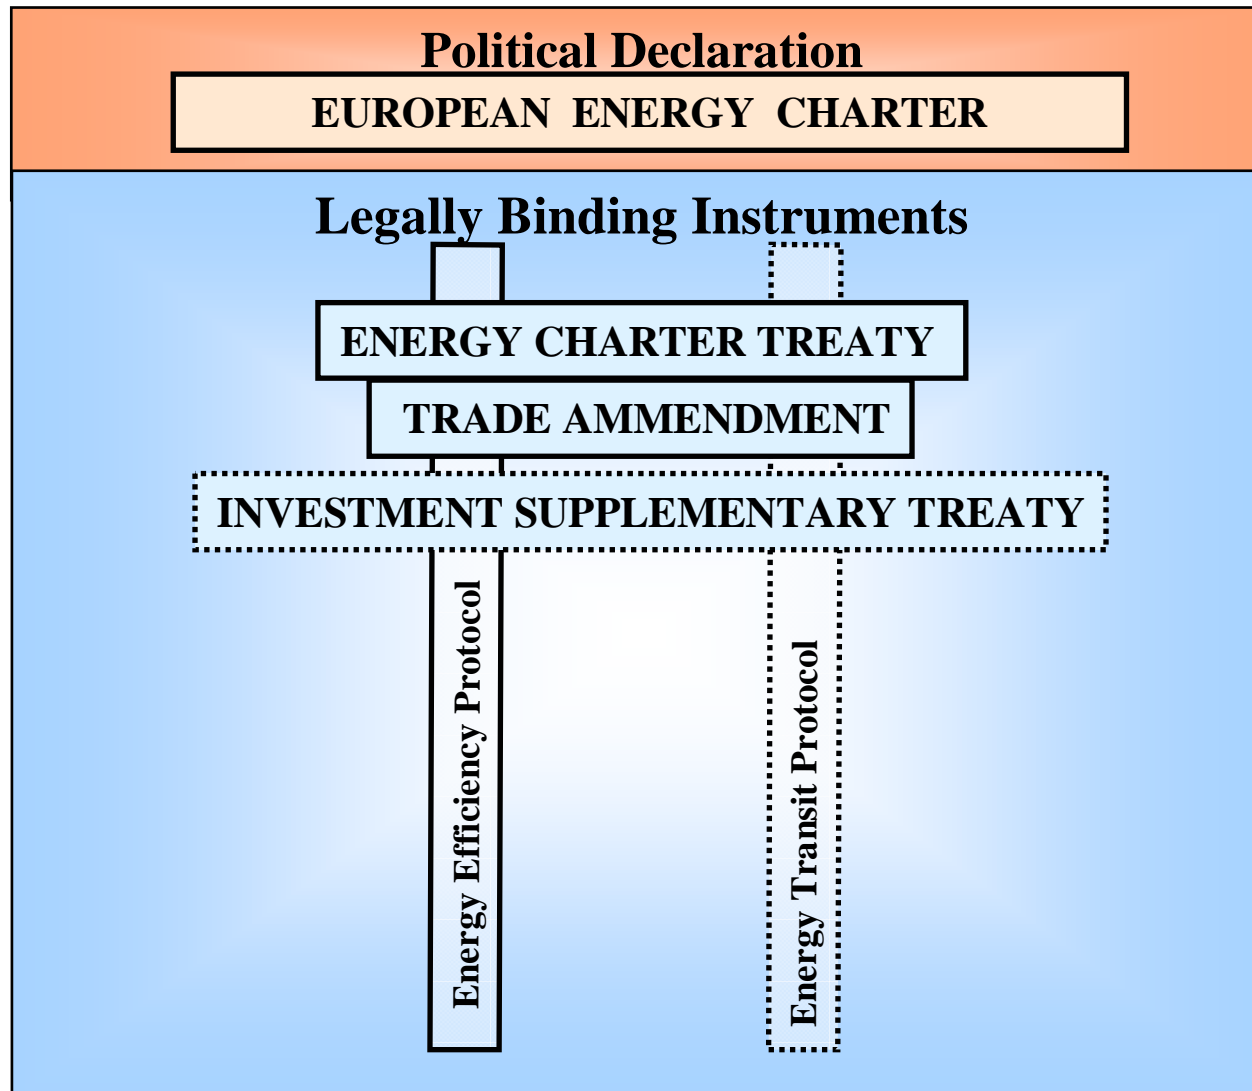 Political Declaration
EUROPEAN ENERGY CHARTER
Legally Binding Instruments
ENERGY CHARTER TREATY
TRADE AMMENDMENT
INVESTMENT SUPPLEMENTARY TREATY
Energy Efficiency Protocol
Energy Transit Protocol